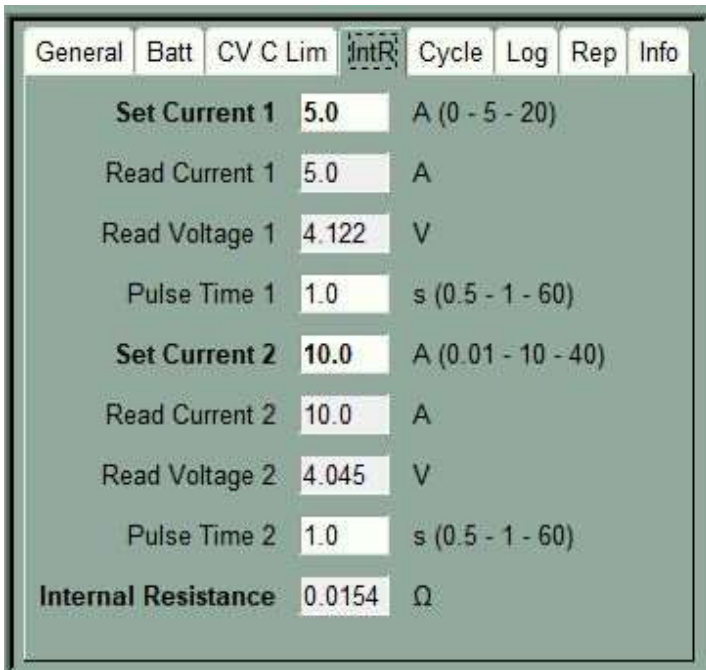 General Batt CV C Lim IntR Cycle Log Rep Info
Set Current 1 5.0 A (0 - 5 - 20)
Read Current 1 5.0 A
Read Voltage 1 4.122 V
Pulse Time 1 1.0 s (0.5 - 1 - 60)
Set Current 2 10.0 A (0.01 - 10 - 40)
Read Current 2 10.0 A
Read Voltage 2 4.045 V
Pulse Time 2 1.0 s (0.5 - 1 - 60)
Internal Resistance 0.0154 Ω